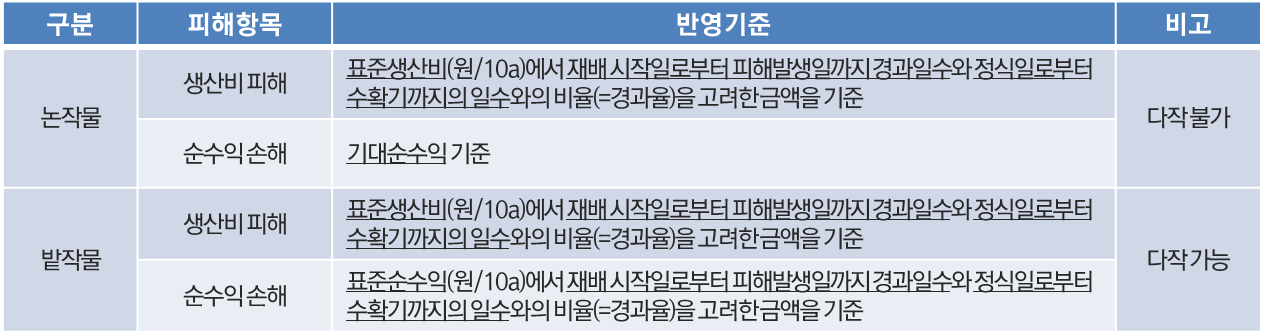 구분 피해항목 반영기준 비고
논작물 생산비 피해 표준생산비(원/10a)에서 재배 시작일로부터 피해발생일까지 경과일수와 정식일로부터
수확기까지의 일수와의 비율(=경과율)을 고려한 금액을 기준
다작 불가
순수익 손해 기대순수익 기준
밭작물 생산비 피해 표준생산비(원/10a)에서 재배 시작일로부터 피해발생일까지 경과일수와 정식일로부터
수확기까지의 일수와의 비율(=경과율)을 고려한 금액을 기준
다작 가능
순수익 손해 표준순수익(원/10a)에서 재배 시작일로부터 피해발생일까지 경과일수와 정식일로부터
수확기까지의 일수와의 비율(=경과율)을 고려한 금액을 기준